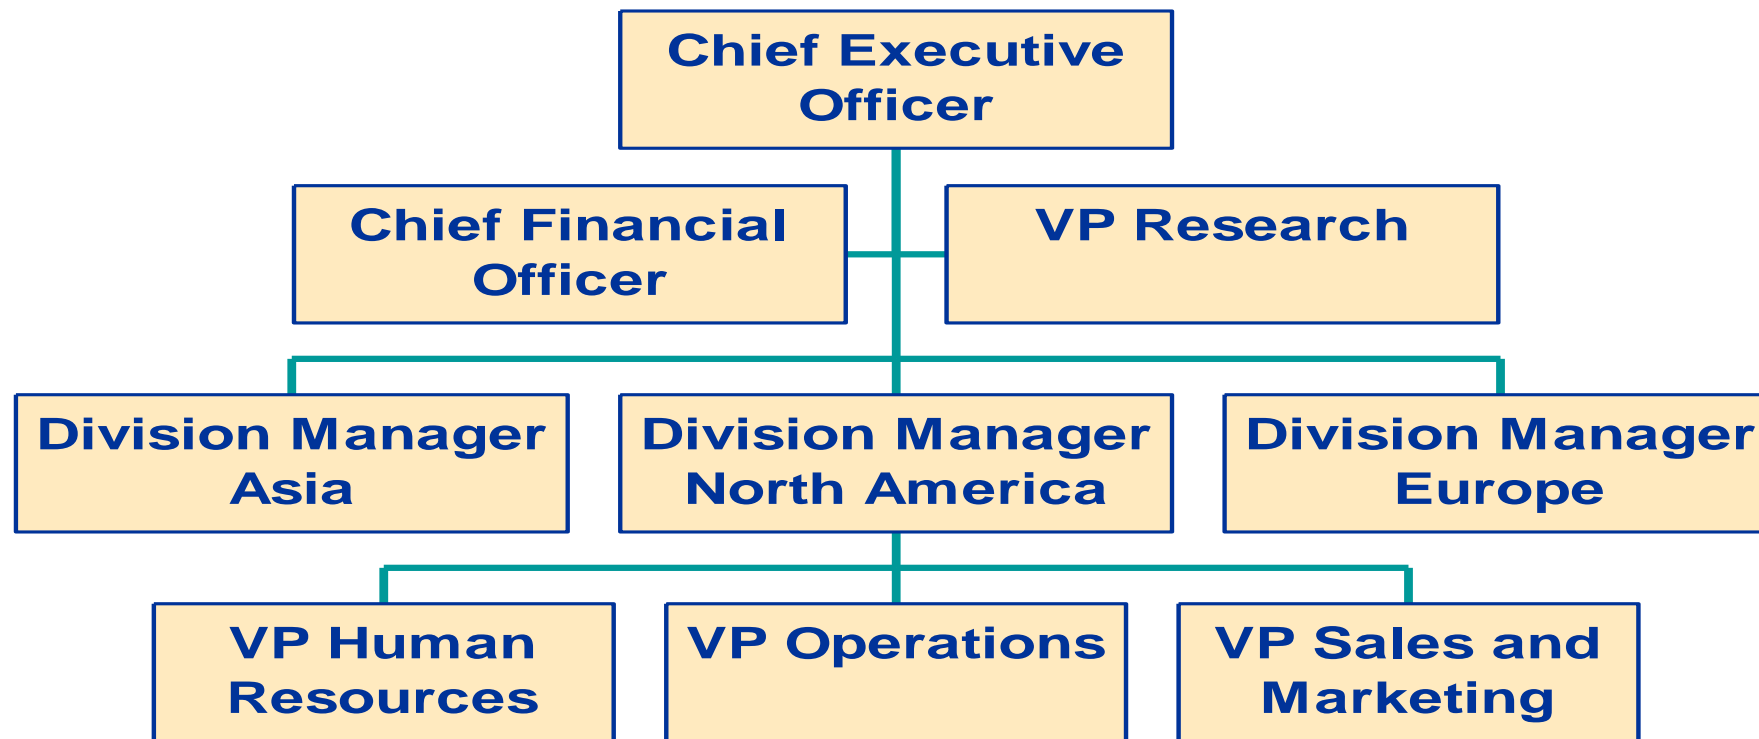 Chief Executive
Officer
Chief Financial
Officer
VP Research
Division Manager
Asia
Division Manager
North America
Division Manager
Europe
VP Human
Resources
VP Operations
VP Sales and
Marketing